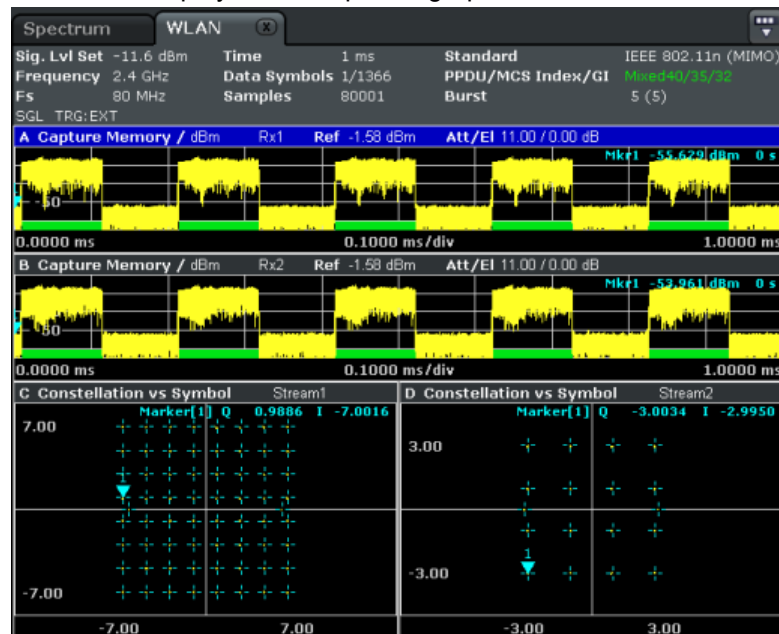 Spectrum WLAN X
Sig. Lvl Set -11.6 dBm Time 1 ms Standard IEEE 802.11n (MIMO)
Frequency 2.4 GHz Data Symbols 1/1366 PPDU/MCS Index/GI Mixed40/35/32
Fs 80 MHz Samples 80001 Burst 5 (5)
SGL TRG:EXT
A Capture Memory / dBm Rx1 Ref -1.58 dBm Att/El 11.00 / 0.00 dB
Mkr1 -55.629 dBm 0 s
-50
0.0000 ms 0.1000 ms/div 1.0000 ms
B Capture Memory / dBm Rx2 Ref -1.58 dBm Att/El 11.00 / 0.00 dB
Mkr1 -53.961 dBm 0 s
-50
0.0000 ms 0.1000 ms/div 1.0000 ms
C Constellation vs Symbol Stream1
Marker[1] Q 0.9886 I -7.0016
7.00
1
-7.00
-7.00 7.00
D Constellation vs Symbol Stream2
Marker[1] Q -3.0034 I -2.9950
3.00
1
-3.00
-3.00 3.00